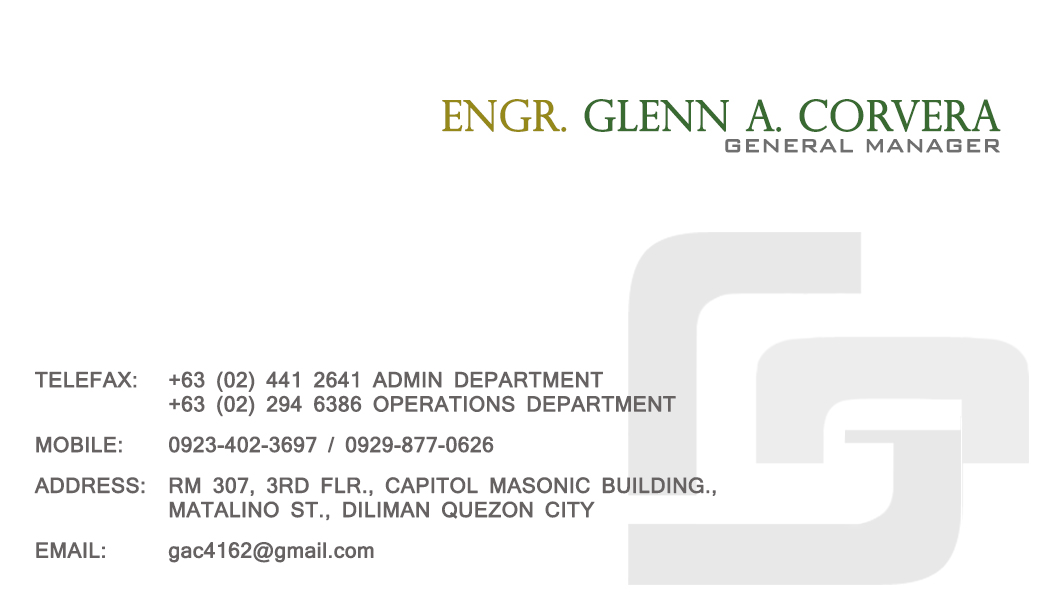 ENGR. GLENN A. CORVERA
GENERAL MANAGER
TELEFAX: +63 (02) 441 2641 ADMIN DEPARTMENT
+63 (02) 294 6386 OPERATIONS DEPARTMENT
MOBILE: 0923-402-3697 / 0929-877-0626
ADDRESS: RM 307, 3RD FLR., CAPITOL MASONIC BUILDING.,
MATALINO ST., DILIMAN QUEZON CITY
EMAIL: gac4162@gmail.com